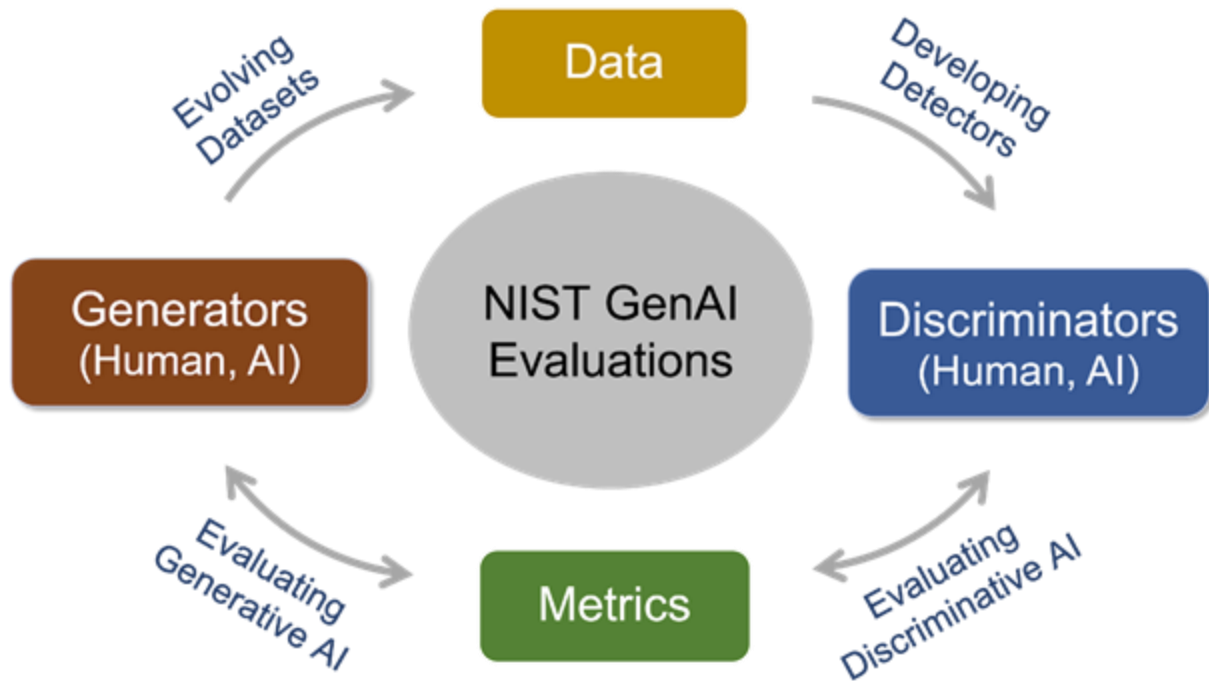 Evolving
Datasets
Data
Developing
Detectors
Generators
(Human, AI)
NIST GenAI
Evaluations
Discriminators
(Human, AI)
Evaluating
Generative AI
Metrics
Evaluating
Discriminative AI